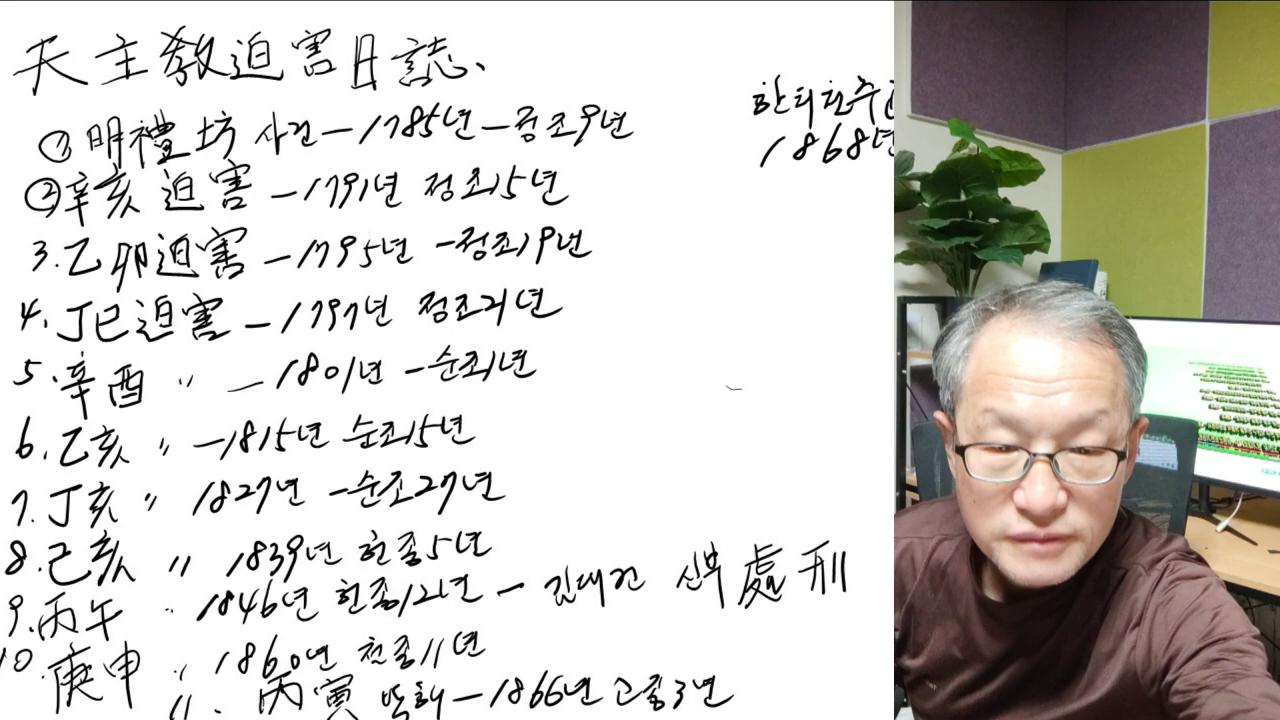 天主敎迫害日誌、
① 明禮坊 사건 — 1785년 — 정조9년
② 辛亥 迫害 — 1791년 정조15년
3. 乙卯迫害 — 1795년 — 정조19년
4. 丁巳迫害 — 1797년 정조21년
5. 辛酉 〃 — 1801년 — 순조1년
6. 乙亥 〃 — 1815년 순조15년
7. 丁亥 〃 1827년 — 순조27년
8. 己亥 〃 1839년 헌종5년
9. 丙午 〃 1846년 헌종12년 — 김대건 신부 處刑
10. 庚申 〃 1860년 철종11년
11. 丙寅 박해 — 1866년 고종3년
한티천주
1868년